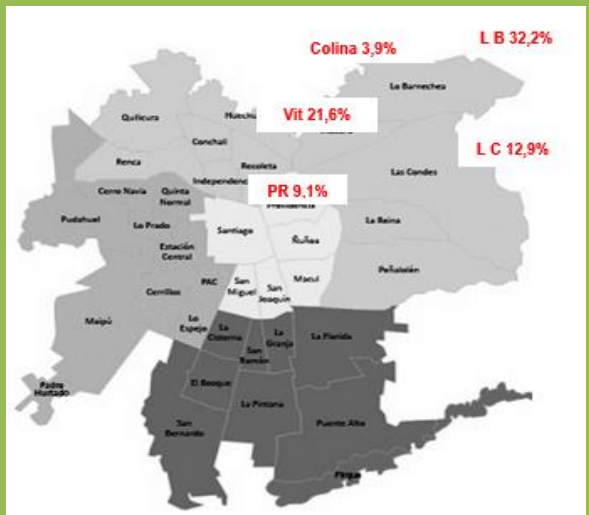 L B 32,2%
Colina 3,9%
Lo Barnechea
Quilicura
Vit 21,6%
Conchalí
L C 12,9%
Renca
Recoleta
Las Condes
Cerro Navia
Quinta
Normal
PR 9,1%
Pudahuel
Lo Prado
Santiago
La Reina
Ñuñoa
Estación
Central
Peñalolén
PAC
San
Miguel
San
Joaquín
Macul
Cerrillos
Maipú
Lo
Espejo
La
Cisterna
La
Granja
La Florida
San
Ramón
Padre
Hurtado
El Bosque
La Pintana
San
Bernardo
Puente Alto
Pirque